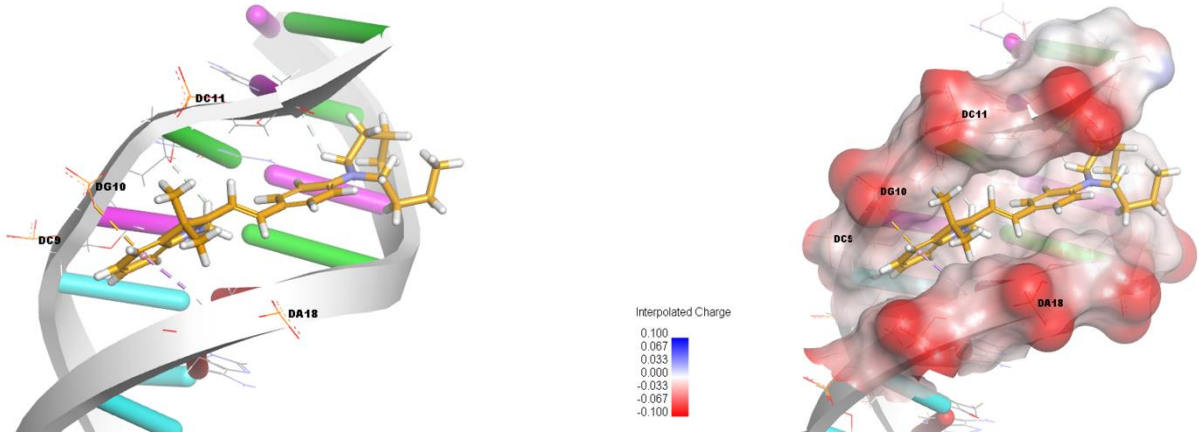 DC11
DG10
DC9
DA18
Interpolated Charge
0.100
0.067
0.033
-0.000
-0.033
-0.067
-0.100
DC11
DG10
DC9
DA18